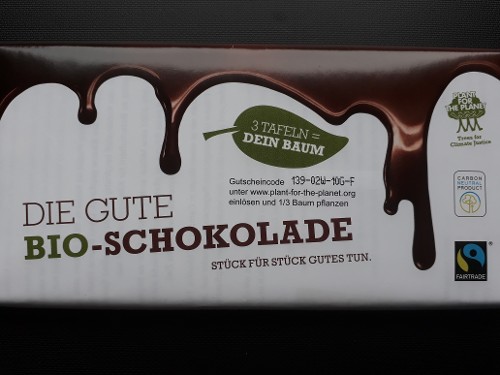 3 TAFELN =
DEIN BAUM
PLANT
FOR
THE PLANET
Trees for
Climate Justice
Gutscheincode 139-02W-10G-F
unter www.plant-for-the-planet.org
einlösen und 1/3 Baum pflanzen
CARBON
NEUTRAL
PRODUCT
DIE GUTE
BIO-SCHOKOLADE
STÜCK FÜR STÜCK GUTES TUN.
FAIRTRADE